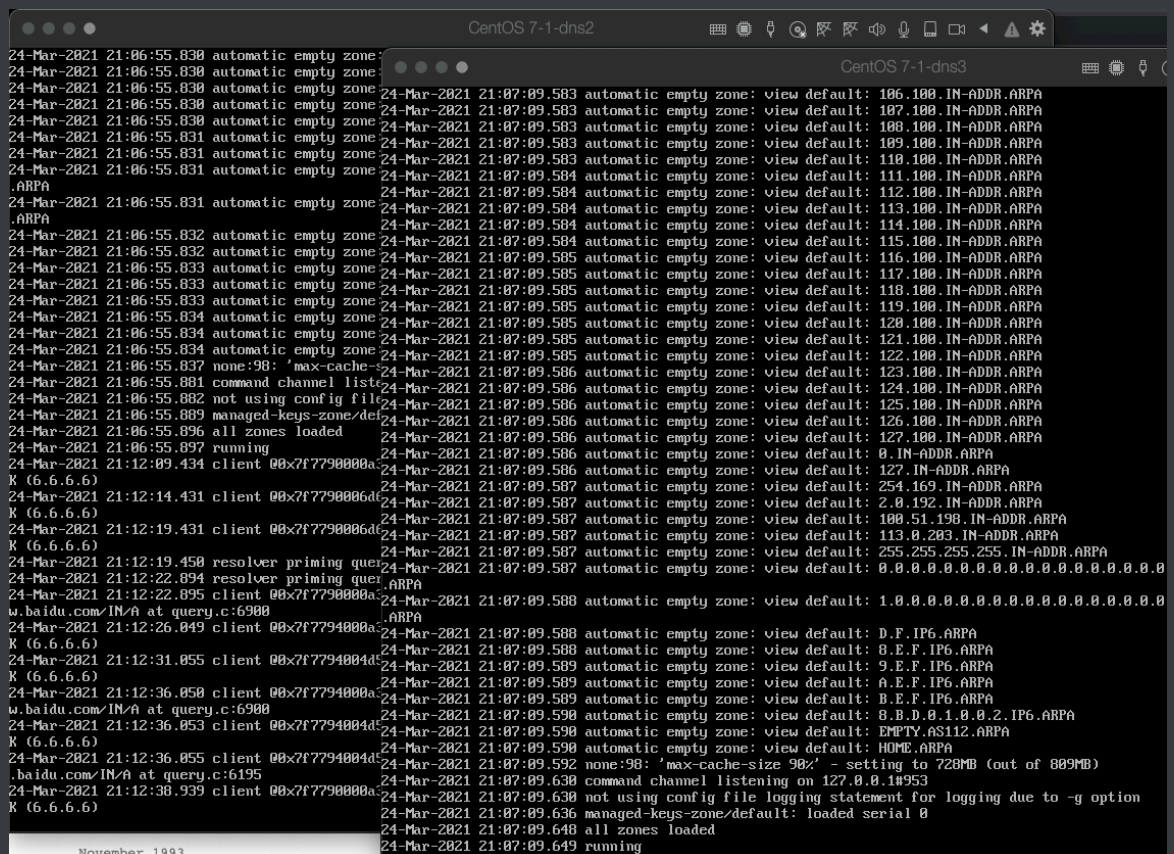 CentOS 7-1-dns2
24-Mar-2021 21:06:55.830 automatic empty zone:
24-Mar-2021 21:06:55.830 automatic empty zone
24-Mar-2021 21:06:55.830 automatic empty zone
24-Mar-2021 21:06:55.830 automatic empty zone
24-Mar-2021 21:06:55.830 automatic empty zone
24-Mar-2021 21:06:55.831 automatic empty zone
24-Mar-2021 21:06:55.831 automatic empty zone
24-Mar-2021 21:06:55.831 automatic empty zone
.ARPA
24-Mar-2021 21:06:55.831 automatic empty zone
.ARPA
24-Mar-2021 21:06:55.832 automatic empty zone
24-Mar-2021 21:06:55.832 automatic empty zone
24-Mar-2021 21:06:55.833 automatic empty zone
24-Mar-2021 21:06:55.833 automatic empty zone
24-Mar-2021 21:06:55.833 automatic empty zone
24-Mar-2021 21:06:55.834 automatic empty zone
24-Mar-2021 21:06:55.834 automatic empty zone
24-Mar-2021 21:06:55.834 automatic empty zone
24-Mar-2021 21:06:55.837 none:98: 'max-cache-s
24-Mar-2021 21:06:55.881 command channel liste
24-Mar-2021 21:06:55.882 not using config file
24-Mar-2021 21:06:55.889 managed-keys-zone/def
24-Mar-2021 21:06:55.896 all zones loaded
24-Mar-2021 21:06:55.897 running
24-Mar-2021 21:12:09.434 client @0x7f7790000a3
K (6.6.6.6)
24-Mar-2021 21:12:14.431 client @0x7f7790006d6
K (6.6.6.6)
24-Mar-2021 21:12:19.431 client @0x7f7790006d6
K (6.6.6.6)
24-Mar-2021 21:12:19.450 resolver priming quer
24-Mar-2021 21:12:22.894 resolver priming quer
24-Mar-2021 21:12:22.895 client @0x7f7790000a3
w.baidu.com/IN/A at query.c:6900
24-Mar-2021 21:12:26.049 client @0x7f7794000a3
K (6.6.6.6)
24-Mar-2021 21:12:31.055 client @0x7f7794004d5
K (6.6.6.6)
24-Mar-2021 21:12:36.050 client @0x7f7794000a3
w.baidu.com/IN/A at query.c:6900
24-Mar-2021 21:12:36.053 client @0x7f7794004d5
K (6.6.6.6)
24-Mar-2021 21:12:36.055 client @0x7f7794004d5
.baidu.com/IN/A at query.c:6195
24-Mar-2021 21:12:38.939 client @0x7f7790000a3
K (6.6.6.6)
November 1993
CentOS 7-1-dns3
24-Mar-2021 21:07:09.583 automatic empty zone: view default: 106.100.IN-ADDR.ARPA
24-Mar-2021 21:07:09.583 automatic empty zone: view default: 107.100.IN-ADDR.ARPA
24-Mar-2021 21:07:09.583 automatic empty zone: view default: 108.100.IN-ADDR.ARPA
24-Mar-2021 21:07:09.583 automatic empty zone: view default: 109.100.IN-ADDR.ARPA
24-Mar-2021 21:07:09.583 automatic empty zone: view default: 110.100.IN-ADDR.ARPA
24-Mar-2021 21:07:09.584 automatic empty zone: view default: 111.100.IN-ADDR.ARPA
24-Mar-2021 21:07:09.584 automatic empty zone: view default: 112.100.IN-ADDR.ARPA
24-Mar-2021 21:07:09.584 automatic empty zone: view default: 113.100.IN-ADDR.ARPA
24-Mar-2021 21:07:09.584 automatic empty zone: view default: 114.100.IN-ADDR.ARPA
24-Mar-2021 21:07:09.584 automatic empty zone: view default: 115.100.IN-ADDR.ARPA
24-Mar-2021 21:07:09.585 automatic empty zone: view default: 116.100.IN-ADDR.ARPA
24-Mar-2021 21:07:09.585 automatic empty zone: view default: 117.100.IN-ADDR.ARPA
24-Mar-2021 21:07:09.585 automatic empty zone: view default: 118.100.IN-ADDR.ARPA
24-Mar-2021 21:07:09.585 automatic empty zone: view default: 119.100.IN-ADDR.ARPA
24-Mar-2021 21:07:09.585 automatic empty zone: view default: 120.100.IN-ADDR.ARPA
24-Mar-2021 21:07:09.585 automatic empty zone: view default: 121.100.IN-ADDR.ARPA
24-Mar-2021 21:07:09.585 automatic empty zone: view default: 122.100.IN-ADDR.ARPA
24-Mar-2021 21:07:09.586 automatic empty zone: view default: 123.100.IN-ADDR.ARPA
24-Mar-2021 21:07:09.586 automatic empty zone: view default: 124.100.IN-ADDR.ARPA
24-Mar-2021 21:07:09.586 automatic empty zone: view default: 125.100.IN-ADDR.ARPA
24-Mar-2021 21:07:09.586 automatic empty zone: view default: 126.100.IN-ADDR.ARPA
24-Mar-2021 21:07:09.586 automatic empty zone: view default: 127.100.IN-ADDR.ARPA
24-Mar-2021 21:07:09.586 automatic empty zone: view default: 0.IN-ADDR.ARPA
24-Mar-2021 21:07:09.586 automatic empty zone: view default: 127.IN-ADDR.ARPA
24-Mar-2021 21:07:09.587 automatic empty zone: view default: 254.169.IN-ADDR.ARPA
24-Mar-2021 21:07:09.587 automatic empty zone: view default: 2.0.192.IN-ADDR.ARPA
24-Mar-2021 21:07:09.587 automatic empty zone: view default: 100.51.198.IN-ADDR.ARPA
24-Mar-2021 21:07:09.587 automatic empty zone: view default: 113.0.203.IN-ADDR.ARPA
24-Mar-2021 21:07:09.587 automatic empty zone: view default: 255.255.255.255.IN-ADDR.ARPA
24-Mar-2021 21:07:09.587 automatic empty zone: view default: 0.0.0.0.0.0.0.0.0.0.0.0.0.0.0.0.0.0
.ARPA
24-Mar-2021 21:07:09.588 automatic empty zone: view default: 1.0.0.0.0.0.0.0.0.0.0.0.0.0.0.0.0.0
.ARPA
24-Mar-2021 21:07:09.588 automatic empty zone: view default: D.F.IP6.ARPA
24-Mar-2021 21:07:09.588 automatic empty zone: view default: 8.E.F.IP6.ARPA
24-Mar-2021 21:07:09.589 automatic empty zone: view default: 9.E.F.IP6.ARPA
24-Mar-2021 21:07:09.589 automatic empty zone: view default: A.E.F.IP6.ARPA
24-Mar-2021 21:07:09.589 automatic empty zone: view default: B.E.F.IP6.ARPA
24-Mar-2021 21:07:09.590 automatic empty zone: view default: 8.B.D.0.1.0.0.2.IP6.ARPA
24-Mar-2021 21:07:09.590 automatic empty zone: view default: EMPTY.AS112.ARPA
24-Mar-2021 21:07:09.590 automatic empty zone: view default: HOME.ARPA
24-Mar-2021 21:07:09.592 none:98: 'max-cache-size 90%' - setting to 728MB (out of 809MB)
24-Mar-2021 21:07:09.630 command channel listening on 127.0.0.1#953
24-Mar-2021 21:07:09.630 not using config file logging statement for logging due to -g option
24-Mar-2021 21:07:09.636 managed-keys-zone/default: loaded serial 0
24-Mar-2021 21:07:09.648 all zones loaded
24-Mar-2021 21:07:09.649 running